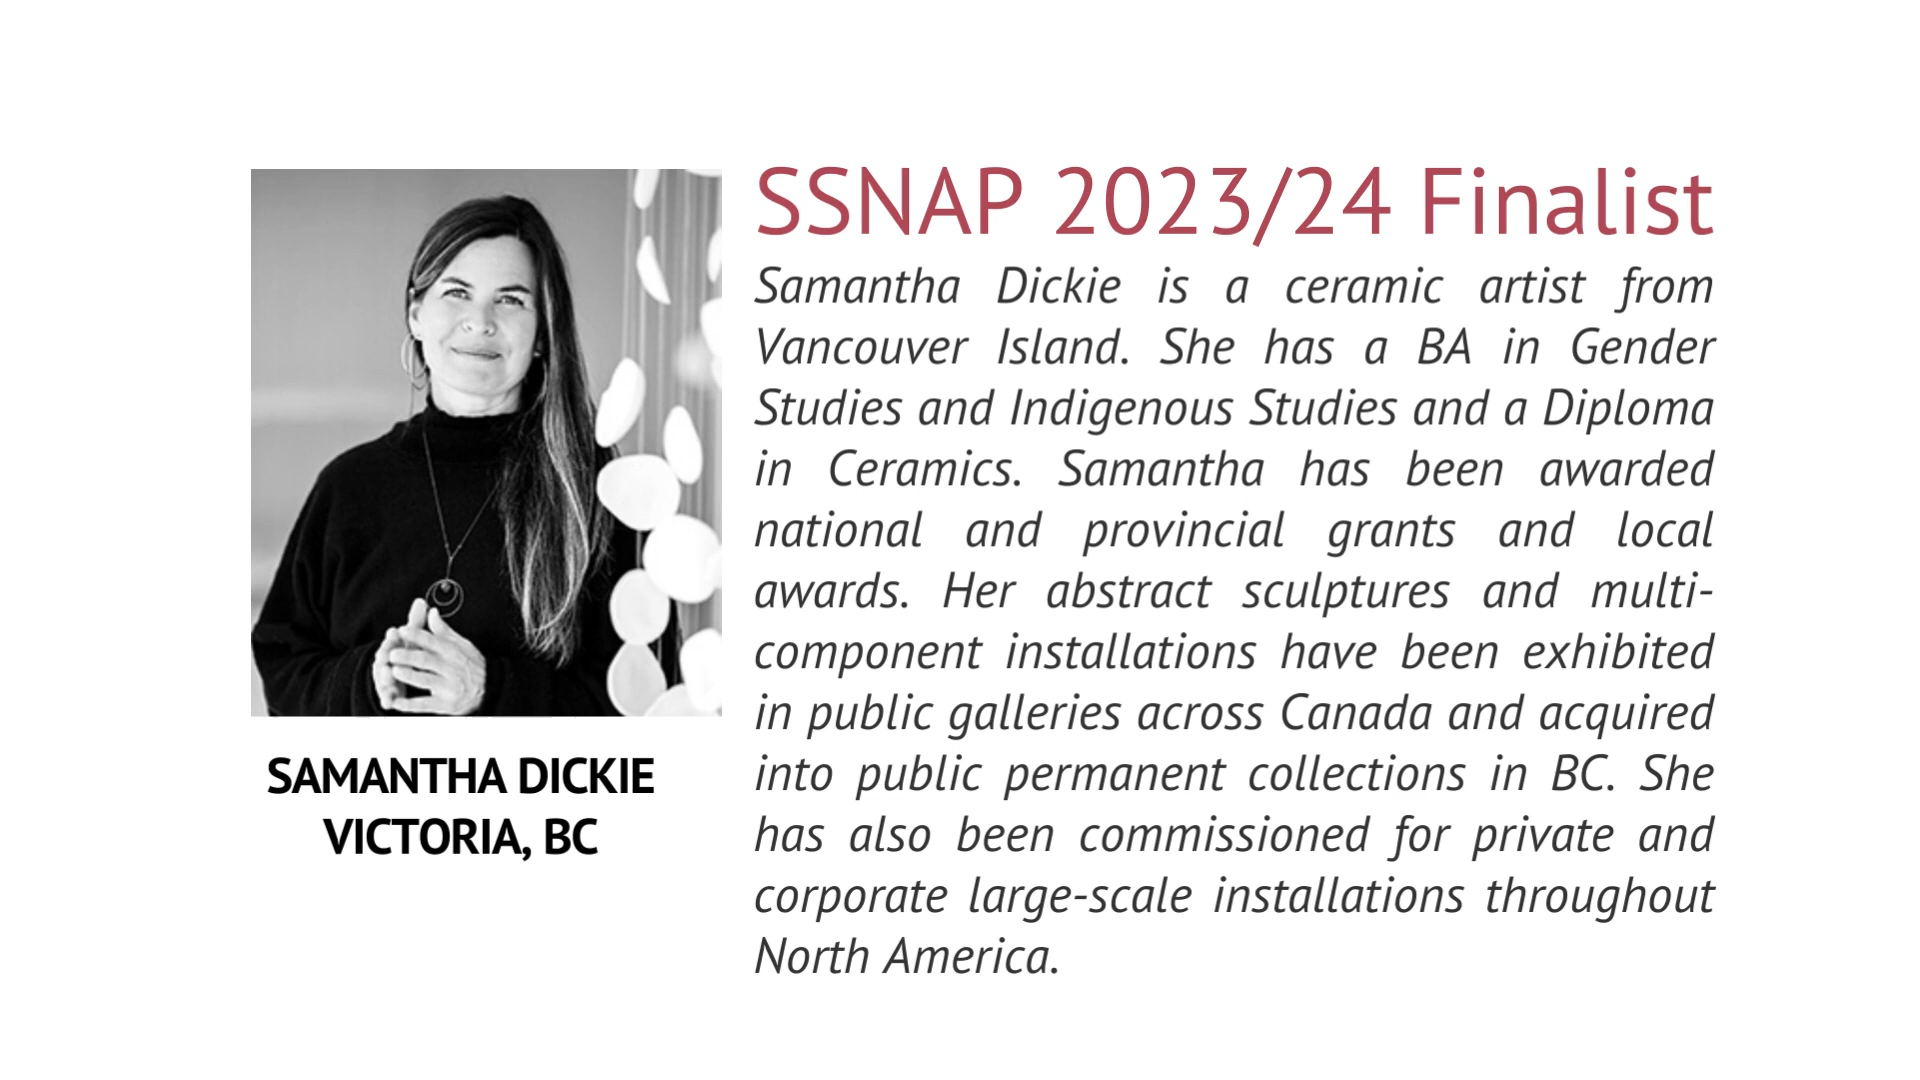 SSNAP 2023/24 Finalist
Samantha Dickie is a ceramic artist from
Vancouver Island. She has a BA in Gender
Studies and Indigenous Studies and a Diploma
in Ceramics. Samantha has been awarded
national and provincial grants and local
awards. Her abstract sculptures and multi-
component installations have been exhibited
in public galleries across Canada and acquired
into public permanent collections in BC. She
has also been commissioned for private and
corporate large-scale installations throughout
North America.
SAMANTHA DICKIE
VICTORIA, BC